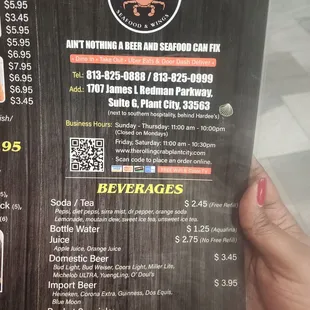 $5.95
SEAFOOD & WINGS
$5.95
AIN'T NOTHING A BEER AND SEAFOOD CAN FIX
$5.95
• Dine In • Take Out • Uber Eats & Door Dash Deliver •
$5.95
Tel.: 813-825-0888 / 813-825-0999
$7.95
Add.: 1707 James L Redman Parkway,
$6.95
Suite G, Plant City, 33563
$6.95
(next to southern hospitality, behind Hardee's)
$3.45
Business Hours: Sunday - Thursday: 11:00 am - 10:00pm
(Closed on Mondays)
Friday, Saturday: 11:00 am - 10:30pm
www.therollingcrabplantcity.com
Scan code to place an order online.
95
BEVERAGES
Soda / Tea $ 2.45 (Free Refill)
Pepsi, diet pepsi, sirra mist, dr pepper, orange soda
Lemonade, moutain dew, sweet ice tea, unsweet ice tea.
Bottle Water $ 1.25 (Aquafina)
Juice $ 2.75 (No Free Refill)
Apple Juice, Orange Juice
Domestic Beer $ 3.45
Bud Light, Bud Weiser, Coors Light, Miller Lite,
Michelob ULTRA, YuengLing, O' Doul's
Import Beer $ 3.95
Heineken, Corona Extra, Guinness, Dos Equis,
Blue Moon